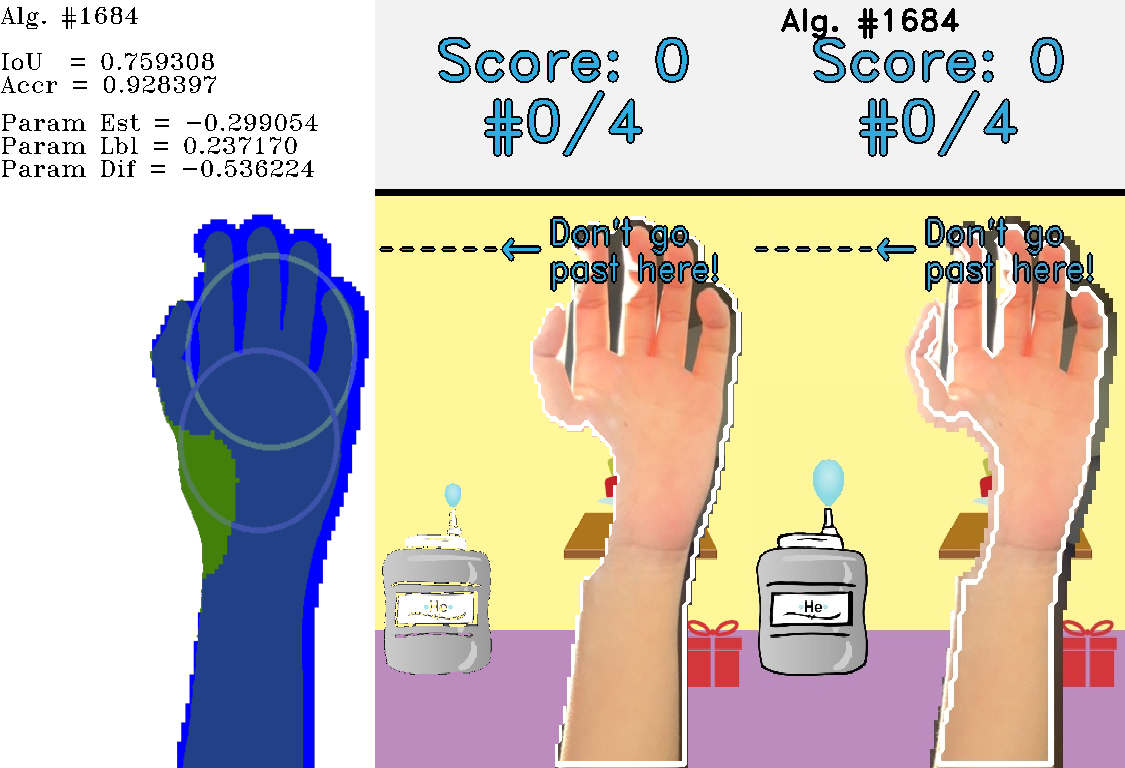 Alg. #1684
IoU = 0.759308
Accr = 0.928397
Param Est = −0.299054
Param Lbl = 0.237170
Param Dif = −0.536224
Score: 0
#0/4
Don't go
past here!
He
Alg. #1684
Score: 0
#0/4
Don't go
past here!
He